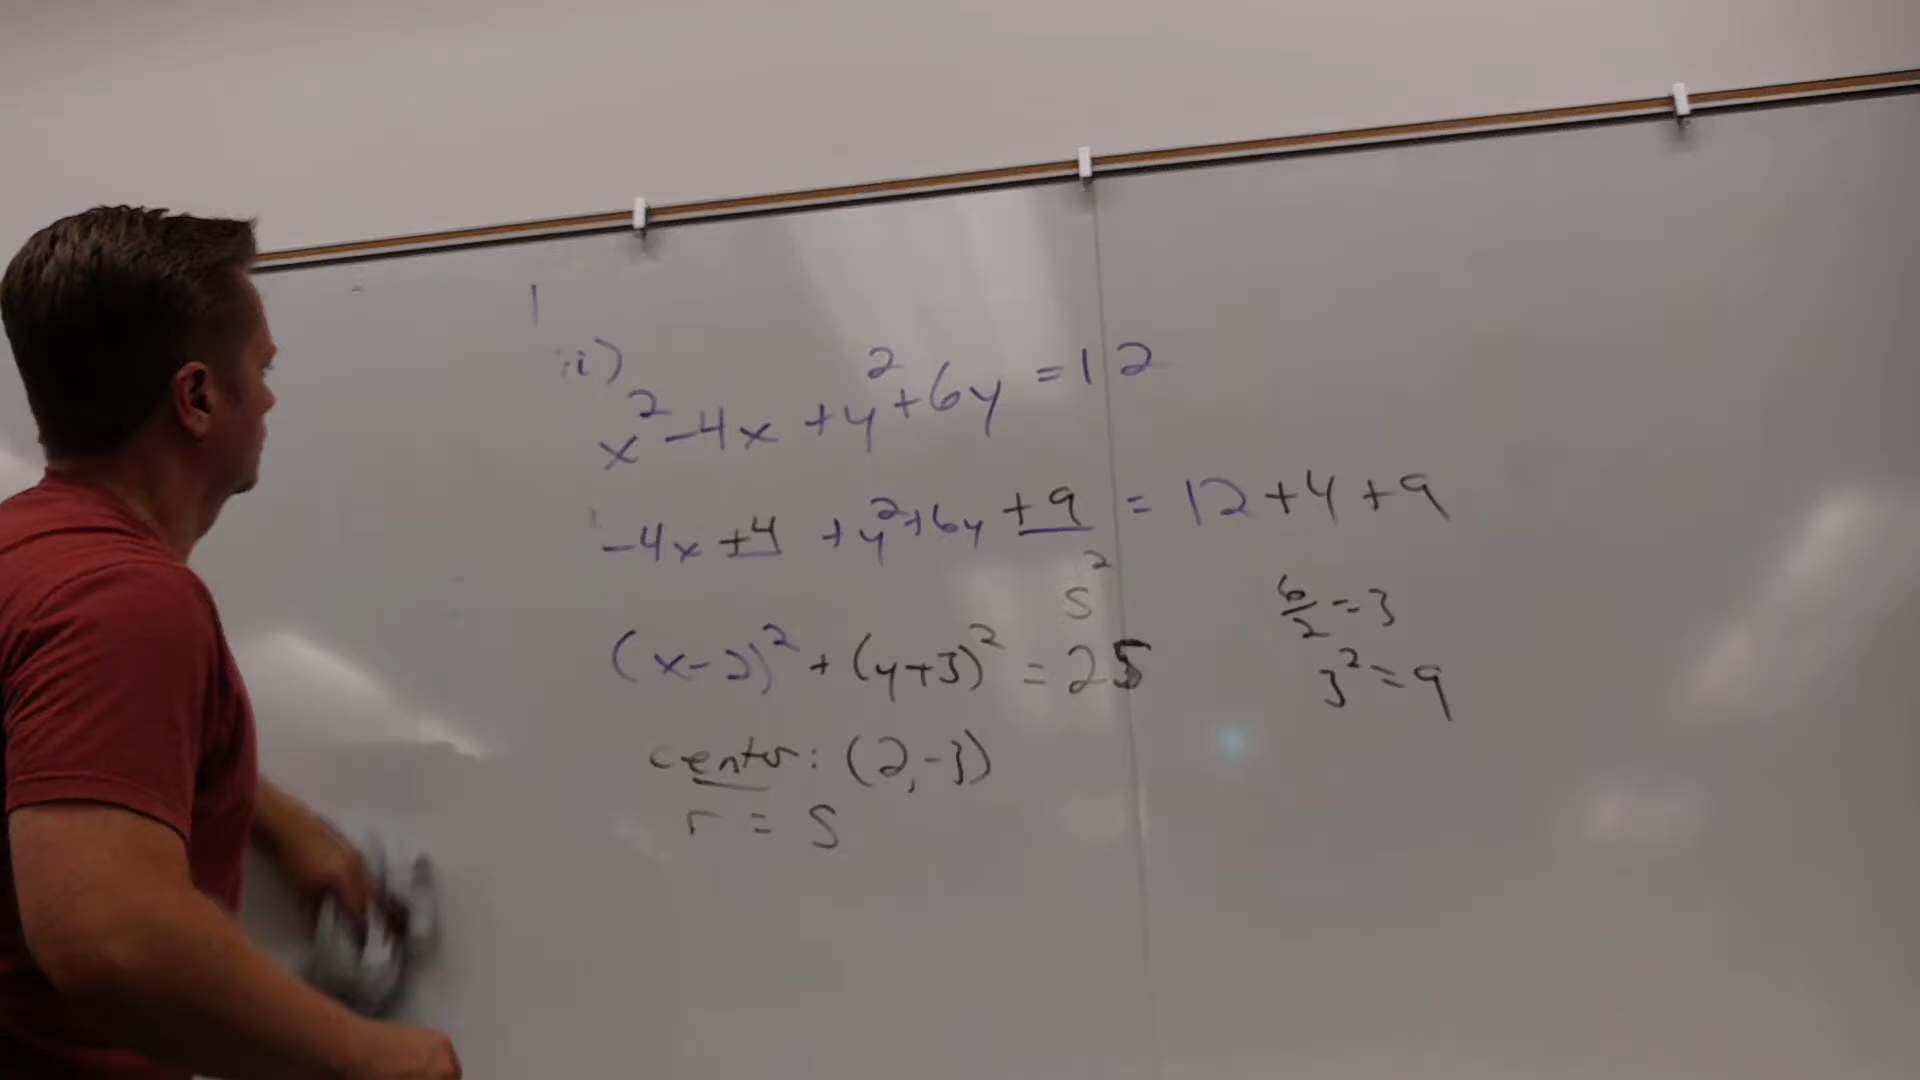 ii)
x² - 4x + y² + 6y = 12
- 4x + 4 + y² + 6y + 9 = 12 + 4 + 9
5²
6/2 = 3
(x - 2)² + (y + 3)² = 25
3² = 9
center: (2, -3)
r = 5